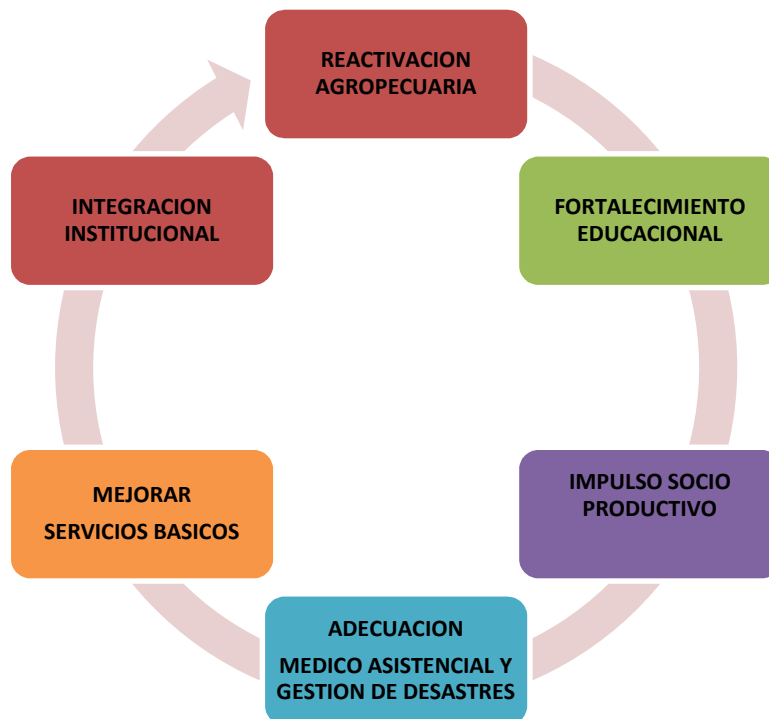 REACTIVACION
AGROPECUARIA
FORTALECIMIENTO
EDUCACIONAL
IMPULSO SOCIO
PRODUCTIVO
ADECUACION
MEDICO ASISTENCIAL Y
GESTION DE DESASTRES
MEJORAR
SERVICIOS BASICOS
INTEGRACION
INSTITUCIONAL